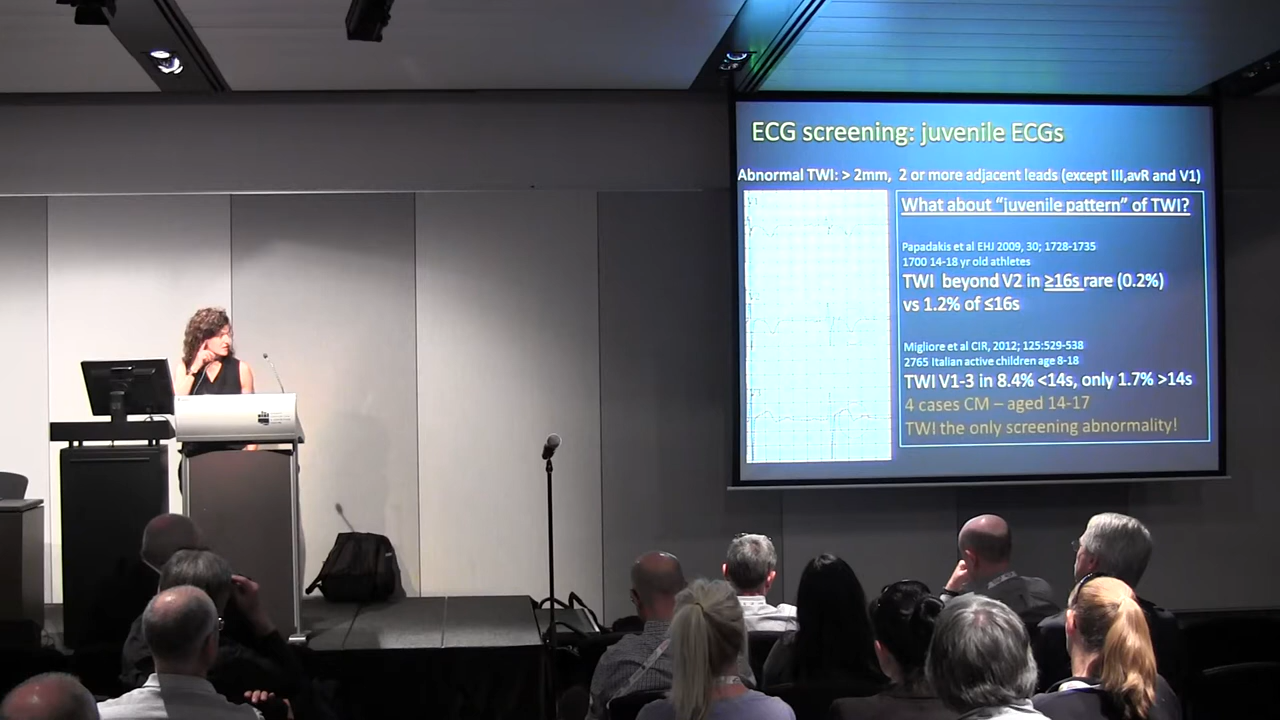 ECG screening: juvenile ECGs
Abnormal TWI: > 2mm, 2 or more adjacent leads (except III,avR and V1)
What about “juvenile pattern” of TWI?
Papadakis et al EHJ 2009, 30; 1728-1735
1700 14-18 yr old athletes
TWI beyond V2 in ≥16s rare (0.2%)
vs 1.2% of ≤16s
Migliore et al CIR, 2012; 125:529-538
2765 Italian active children age 8-18
TWI V1-3 in 8.4% <14s, only 1.7% >14s
4 cases CM – aged 14-17
TWI the only screening abnormality!